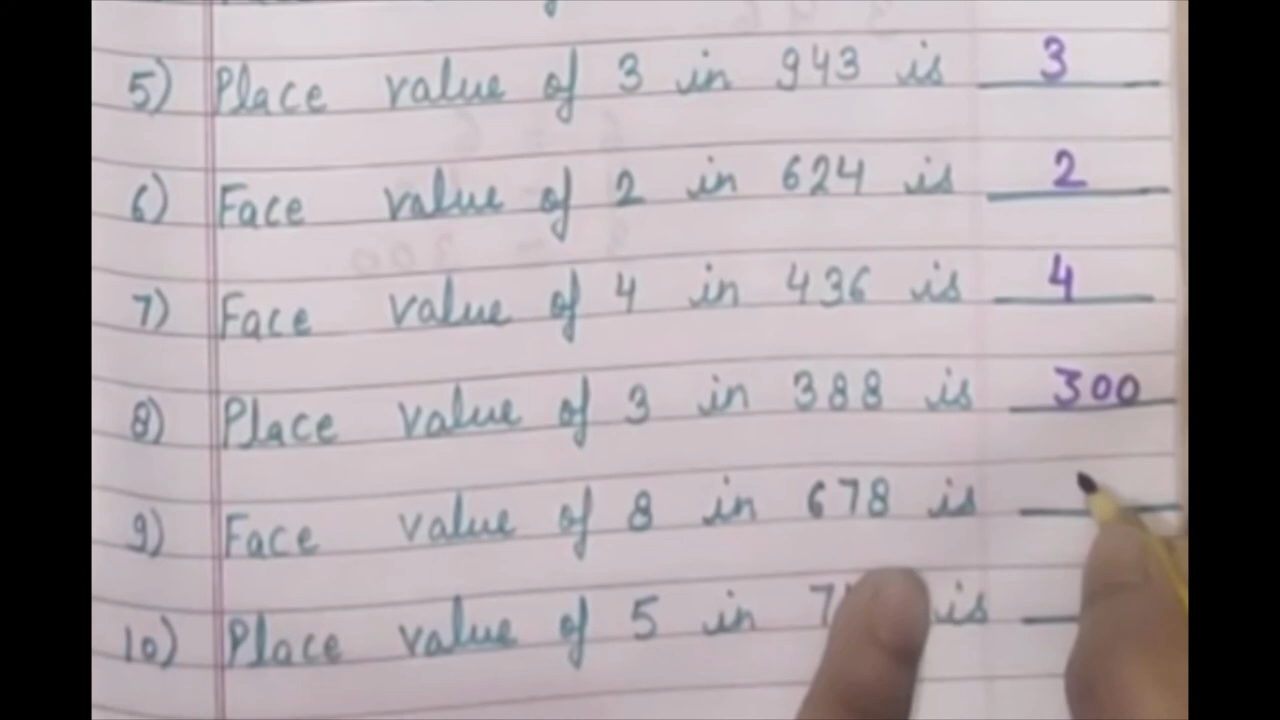 5) Place value of 3 in 943 is 3
6) Face value of 2 in 624 is 2
7) Face value of 4 in 436 is 4
8) Place value of 3 in 388 is 300
9) Face value of 8 in 678 is
10) Place value of 5 in is